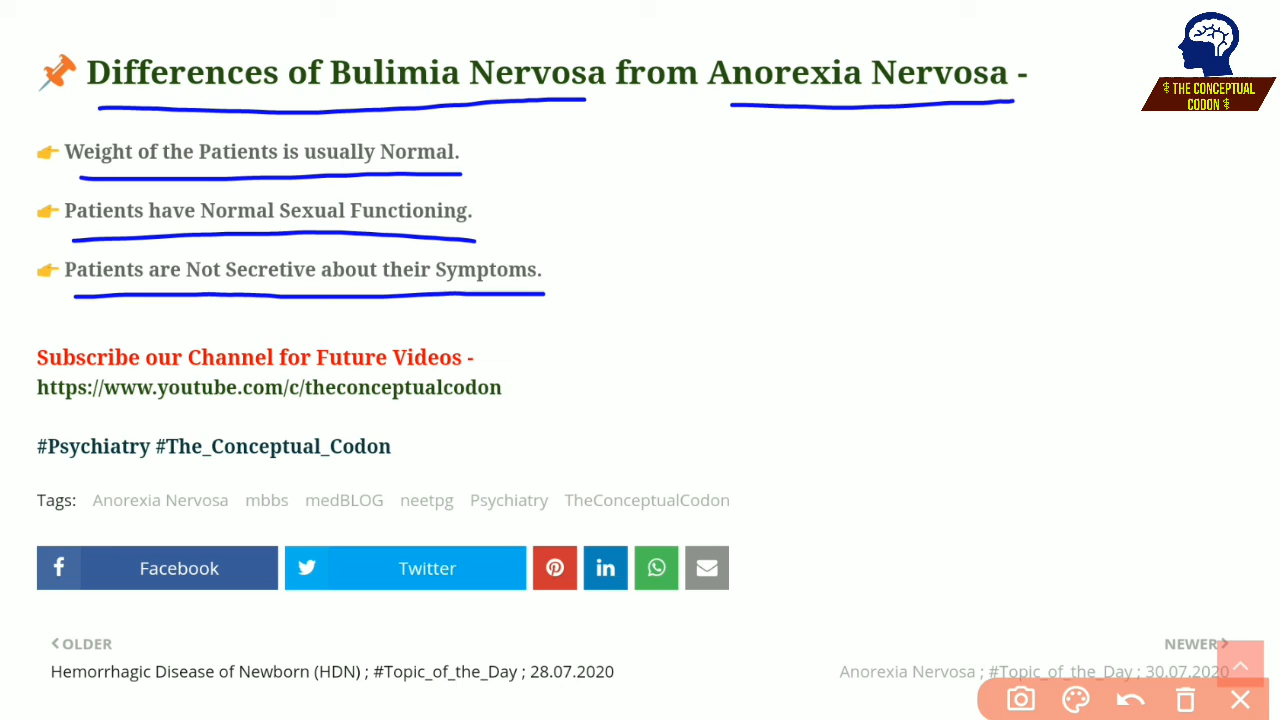 Differences of Bulimia Nervosa from Anorexia Nervosa -
$ THE CONCEPTUAL
CODON $
Weight of the Patients is usually Normal.
Patients have Normal Sexual Functioning.
Patients are Not Secretive about their Symptoms.
Subscribe our Channel for Future Videos -
https://www.youtube.com/c/theconceptualcodon
#Psychiatry #The_Conceptual_Codon
Tags: Anorexia Nervosa mbbs medBLOG neetpg Psychiatry TheConceptualCodon
Facebook Twitter
OLDER NEWER
Hemorrhagic Disease of Newborn (HDN) ; #Topic_of_the_Day ; 28.07.2020 Anorexia Nervosa ; #Topic_of_the_Day ; 30.07.2020